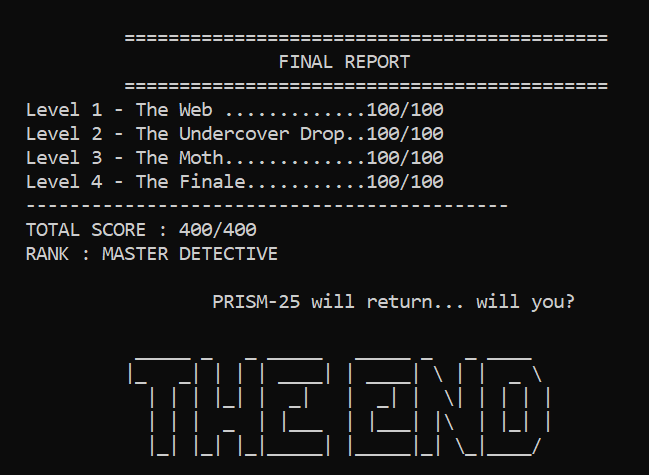 ============================================
FINAL REPORT
============================================
Level 1 - The Web .............100/100
Level 2 - The Undercover Drop..100/100
Level 3 - The Moth.............100/100
Level 4 - The Finale...........100/100
--------------------------------------------
TOTAL SCORE : 400/400
RANK : MASTER DETECTIVE
PRISM-25 will return... will you?
THE END